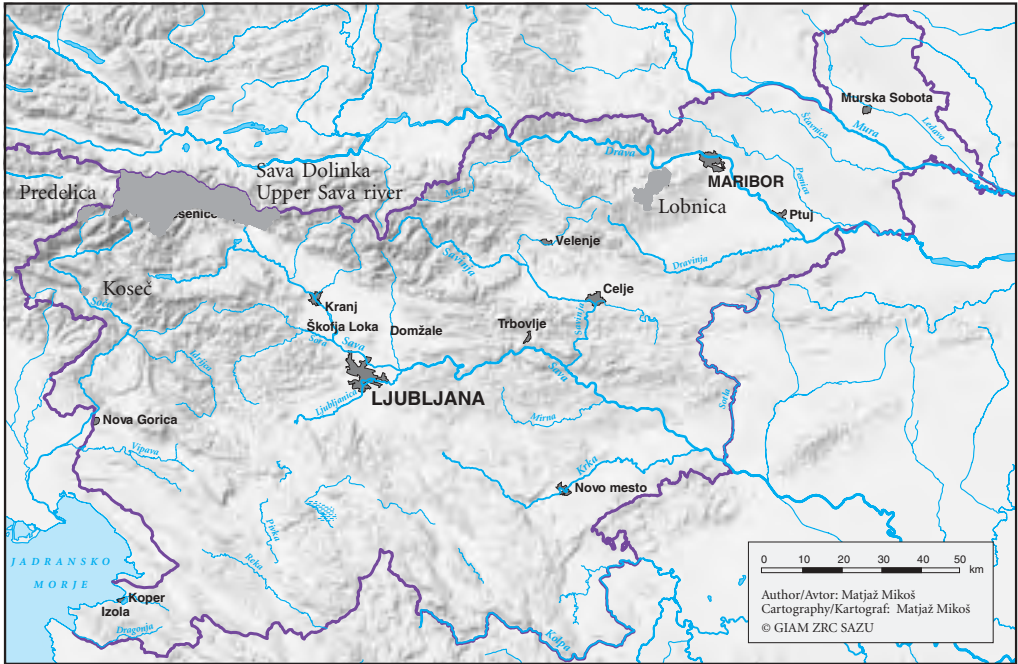 Murska Sobota
Ščavnica
Ledava
Mura
Drava
MARIBOR
Sava Dolinka
Upper Sava river
Predelica
Meža
Pesnica
Lobnica
esenice
Ptuj
Velenje
Savinja
Dravinja
Koseč
Soča
Celje
Kranj
Škofja Loka
Domžale
Trbovlje
Savinja
Sora
Sava
Idrijca
Sava
LJUBLJANA
Ljubljanica
Sotla
Mirna
Nova Gorica
Vipava
Krka
Novo mesto
Pivka
Reka
JADRANSKO
MORJE
Koper
Izola
Dragonja
Kolpa
0 10 20 30 40 50
km
Author/Avtor: Matjaž Mikoš
Cartography/Kartograf: Matjaž Mikoš
© GIAM ZRC SAZU